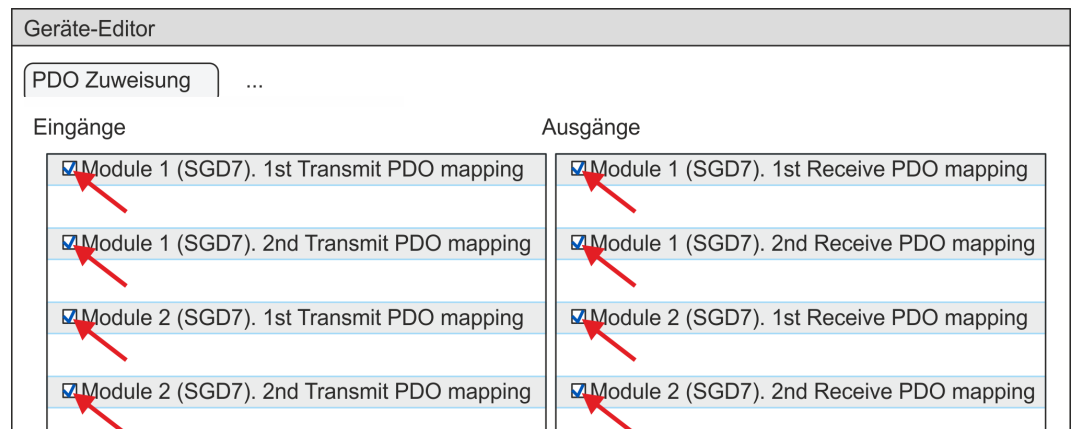 Geräte-Editor
PDO Zuweisung ...
Eingänge
Ausgänge
Module 1 (SGD7). 1st Transmit PDO mapping
Module 1 (SGD7). 1st Receive PDO mapping
Module 1 (SGD7). 2nd Transmit PDO mapping
Module 1 (SGD7). 2nd Receive PDO mapping
Module 2 (SGD7). 1st Transmit PDO mapping
Module 2 (SGD7). 1st Receive PDO mapping
Module 2 (SGD7). 2nd Transmit PDO mapping
Module 2 (SGD7). 2nd Receive PDO mapping